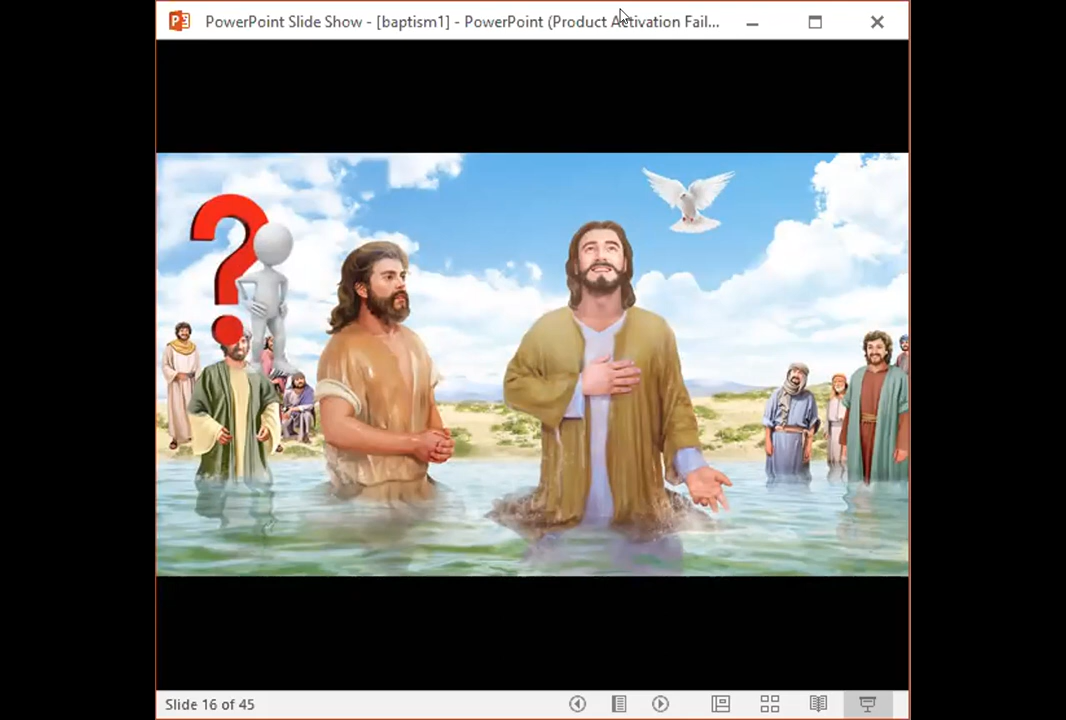 PowerPoint Slide Show - [baptism1] - PowerPoint (Product Activation Fail...
?
Slide 16 of 45